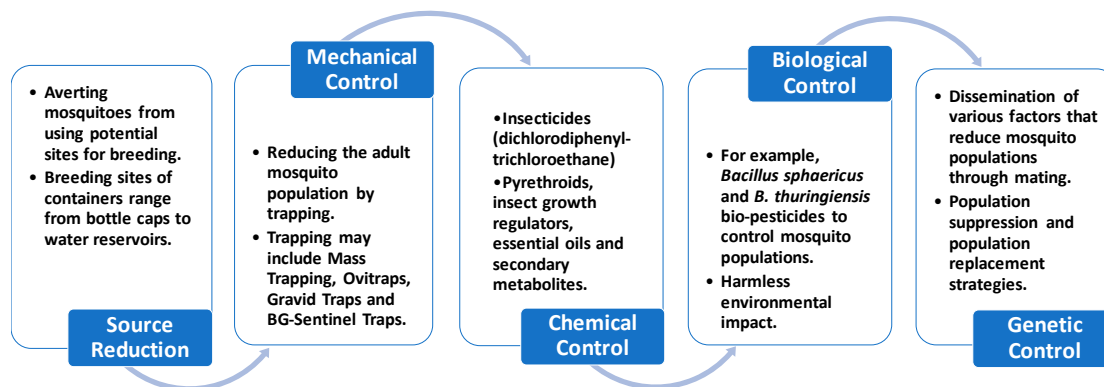 • Averting
mosquitoes from
using potential
sites for breeding.
• Breeding sites of
containers range
from bottle caps to
water reservoirs.
Source
Reduction
Mechanical
Control
• Reducing the adult
mosquito
population by
trapping.
• Trapping may
include Mass
Trapping, Ovitraps,
Gravid Traps and
BG-Sentinel Traps.
•Insecticides
(dichlorodiphenyl-
trichloroethane)
•Pyrethroids,
insect growth
regulators,
essential oils and
secondary
metabolites.
Chemical
Control
Biological
Control
• For example,
Bacillus sphaericus
and B. thuringiensis
bio-pesticides to
control mosquito
populations.
• Harmless
environmental
impact.
• Dissemination of
various factors that
reduce mosquito
populations
through mating.
• Population
suppression and
population
replacement
strategies.
Genetic
Control